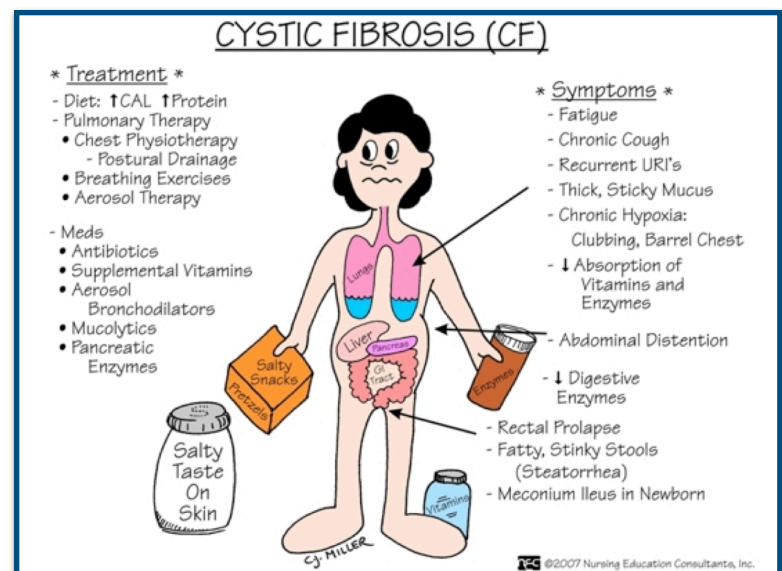 CYSTIC FIBROSIS (CF)
* Treatment *
- Diet: ↑CAL ↑Protein
- Pulmonary Therapy
• Chest Physiotherapy
- Postural Drainage
• Breathing Exercises
• Aerosol Therapy
- Meds
• Antibiotics
• Supplemental Vitamins
• Aerosol
Bronchodilators
• Mucolytics
• Pancreatic
Enzymes
* Symptoms *
- Fatigue
- Chronic Cough
- Recurrent URI's
- Thick, Sticky Mucus
- Chronic Hypoxia:
Clubbing, Barrel Chest
- ↓ Absorption of
Vitamins and
Enzymes
- Abdominal Distention
- ↓ Digestive
Enzymes
- Rectal Prolapse
- Fatty, Stinky Stools
(Steatorrhea)
- Meconium Ileus in Newborn
Lungs
Liver
Pancreas
GI
Tract
Salty
Snacks
Pretzels
Enzymes
Salty
Taste
On
Skin
Vitamins
C.J. MILLER
nec ©2007 Nursing Education Consultants, Inc.